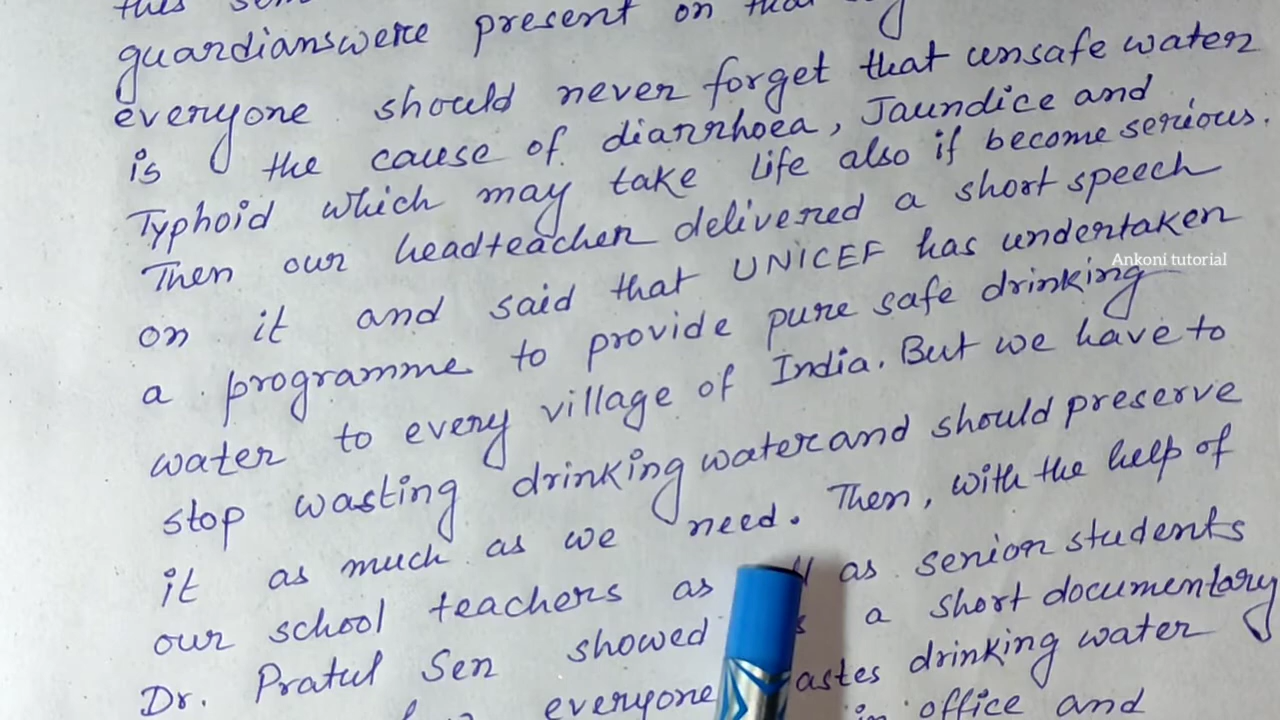 this
guardianswere present on that
everyone should never forget that unsafe water
is the cause of diarrhoea, Jaundice and
Typhoid which may take life also if become serious.
Then our headteacher delivered a short speech
on it and said that UNICEF has undertaken
Ankoni tutorial
a programme to provide pure safe drinking
water to every village of India. But we have to
stop wasting drinking water and should preserve
it as much as we need. Then, with the help of
our school teachers as as senior students
Dr. Pratul Sen showed a short documentary
everyone astes drinking water
in office and